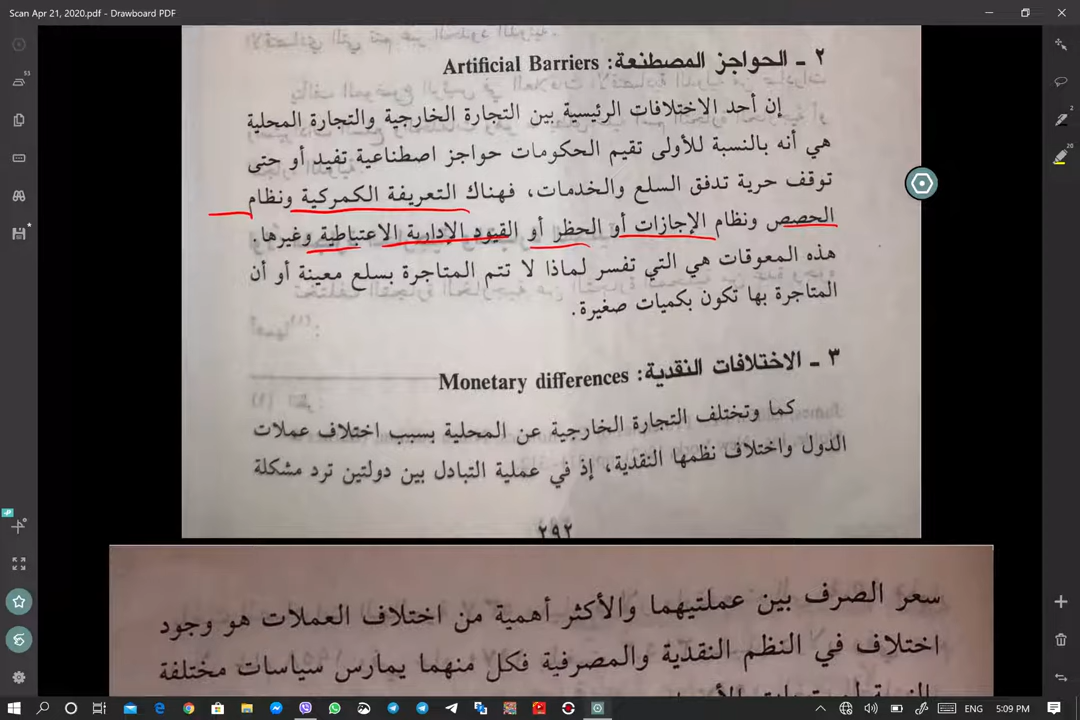 Scan Apr 21, 2020.pdf - Drawboard PDF
٢ ـ الحواجز المصطنعة: Artificial Barriers
إن أحد الإختلافات الرئيسية بين التجارة الخارجية والتجارة المحلية
هي أنه بالنسبة للأولى تقيم الحكومات حواجز اصطناعية تفيد أو حتى
توقف حرية تدفق السلع والخدمات، فهناك التعريفة الكمركية ونظام
الحصص ونظام الإجازات أو الحظر أو القيود الإدارية الاعتباطية وغيرها.
هذه المعوقات هي التي تفسر لماذا لا تتم المتاجرة بسلع معينة أو أن
المتاجرة بها تكون بكميات صغيرة.
٣ ـ الاختلافات النقدية: Monetary differences
كما وتختلف التجارة الخارجية عن المحلية بسبب اختلاف عملات
الدول واختلاف نظمها النقدية، إذ في عملية التبادل بين دولتين ترد مشكلة
٢٩٢
سعر الصرف بين عملتيهما والأكثر أهمية من اختلاف العملات هو وجود
اختلاف في النظم النقدية والمصرفية فكل منهما يمارس سياسات مختلفة
53
2
20
ENG 5:09 PM